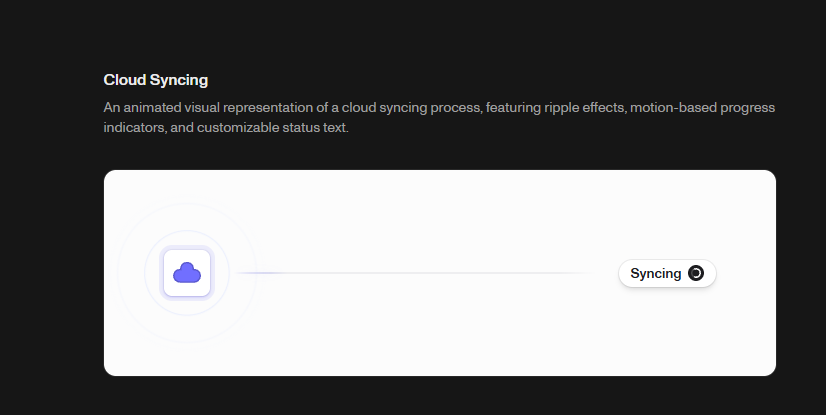 Cloud Syncing
An animated visual representation of a cloud syncing process, featuring ripple effects, motion-based progress
indicators, and customizable status text.
Syncing